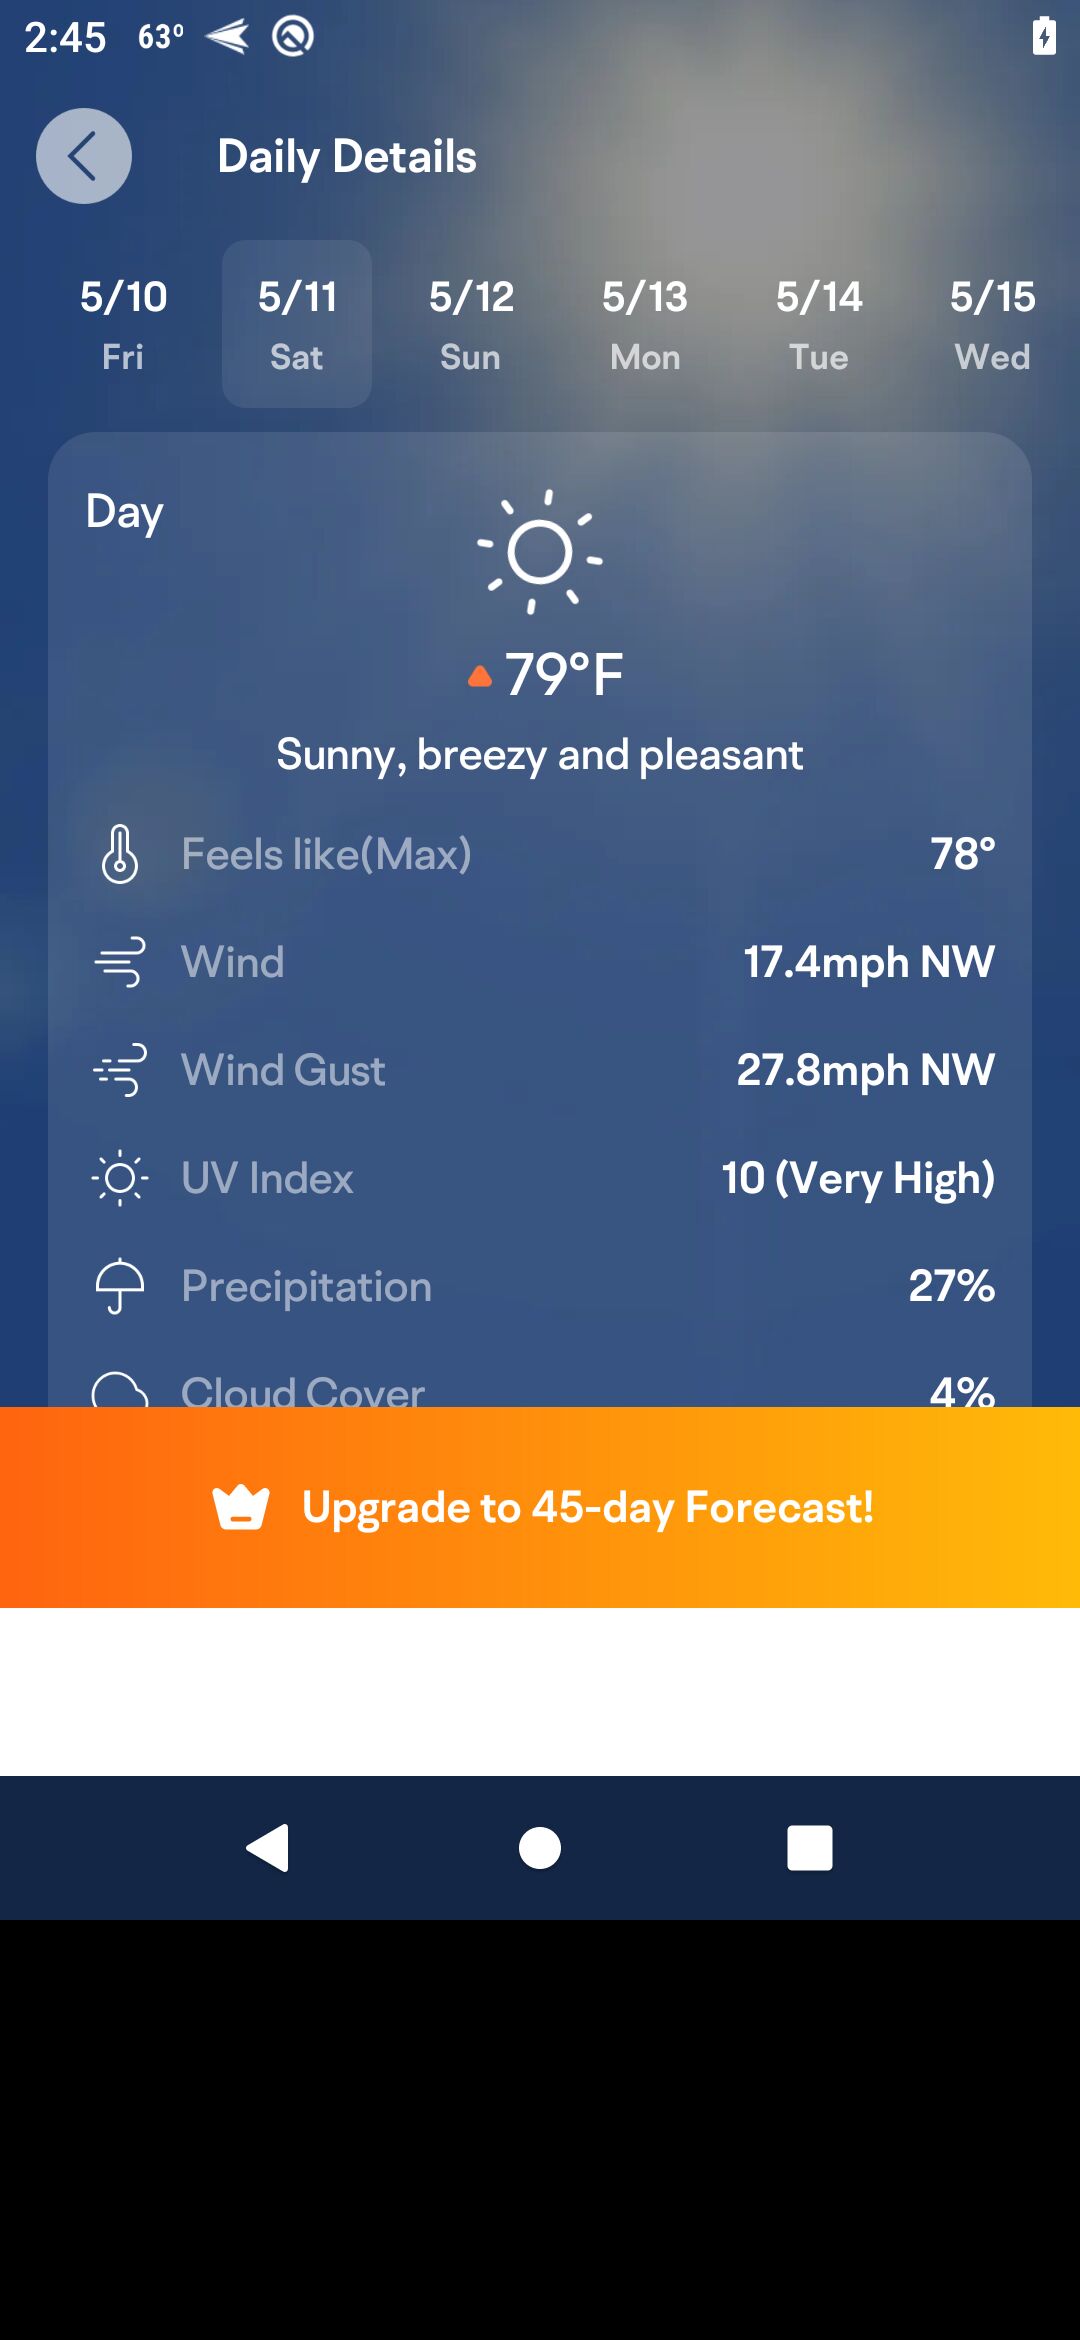 2:45 63°
Daily Details
5/10 5/11 5/12 5/13 5/14 5/15
Fri Sat Sun Mon Tue Wed
Day
79°F
Sunny, breezy and pleasant
Feels like(Max) 78°
Wind 17.4mph NW
Wind Gust 27.8mph NW
UV Index 10 (Very High)
Precipitation 27%
Cloud Cover 4%
Upgrade to 45-day Forecast!